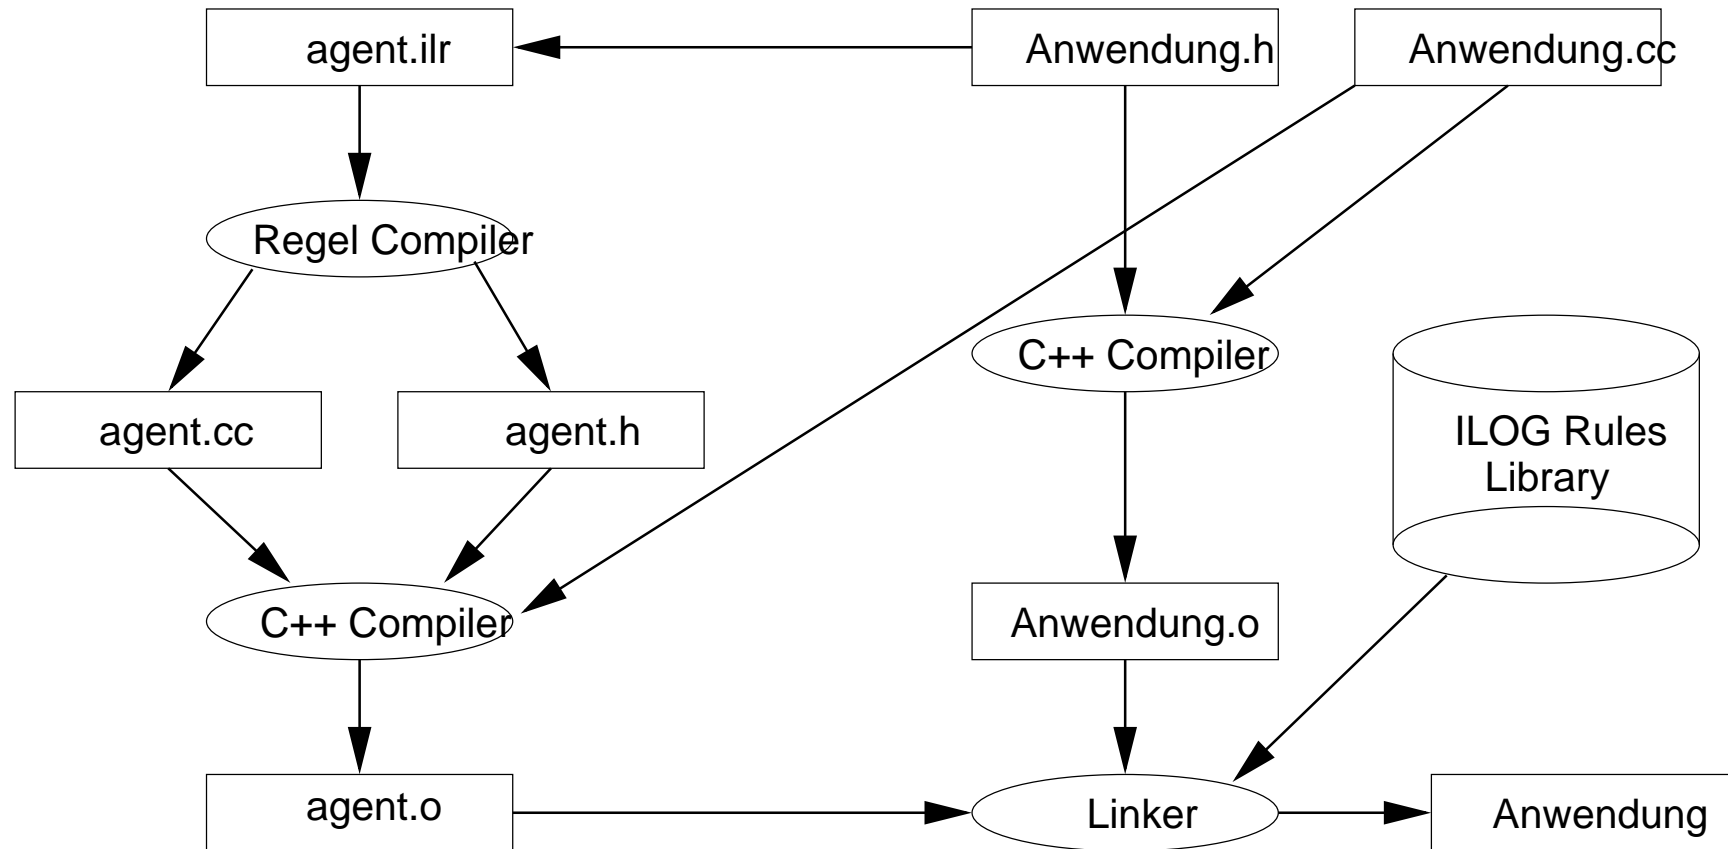 agent.ilr
Anwendung.h
Anwendung.cc
Regel Compiler
C++ Compiler
agent.cc
agent.h
ILOG Rules
Library
C++ Compiler
Anwendung.o
agent.o
Linker
Anwendung